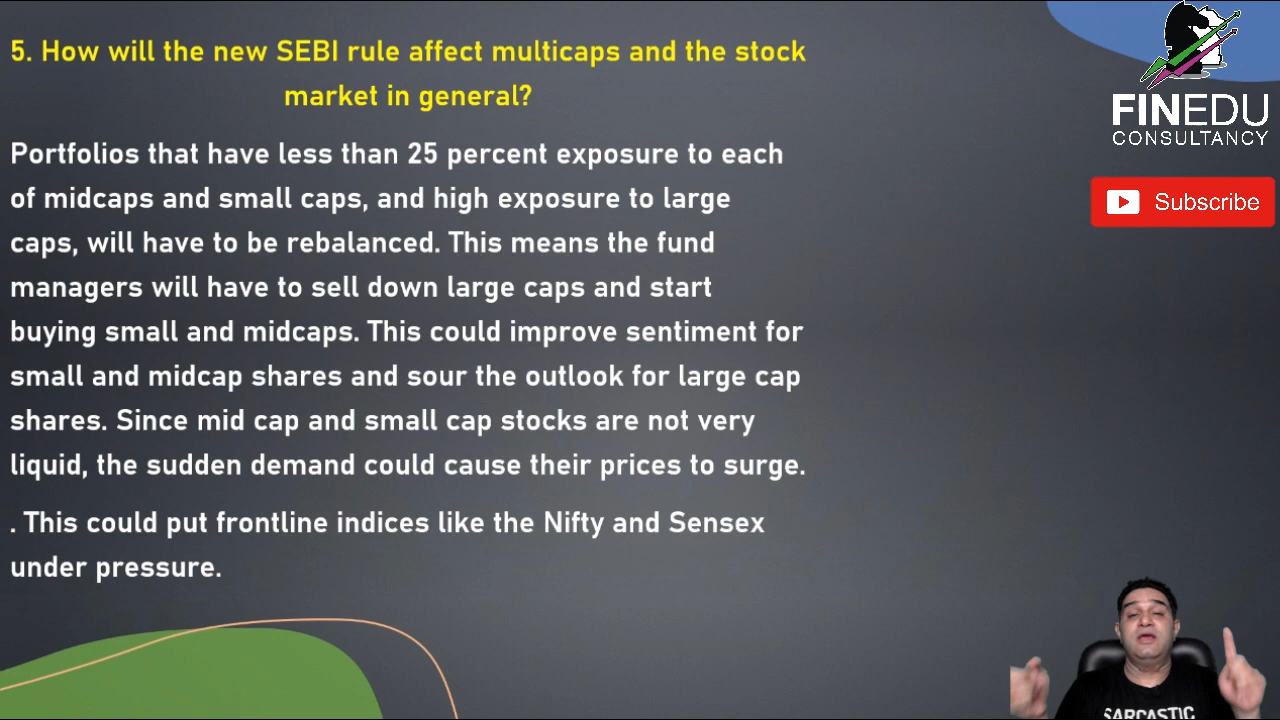 5. How will the new SEBI rule affect multicaps and the stock
market in general?
Portfolios that have less than 25 percent exposure to each
of midcaps and small caps, and high exposure to large
caps, will have to be rebalanced. This means the fund
managers will have to sell down large caps and start
buying small and midcaps. This could improve sentiment for
small and midcap shares and sour the outlook for large cap
shares. Since mid cap and small cap stocks are not very
liquid, the sudden demand could cause their prices to surge.
. This could put frontline indices like the Nifty and Sensex
under pressure.
FINEDU
CONSULTANCY
Subscribe
SARCASTIC